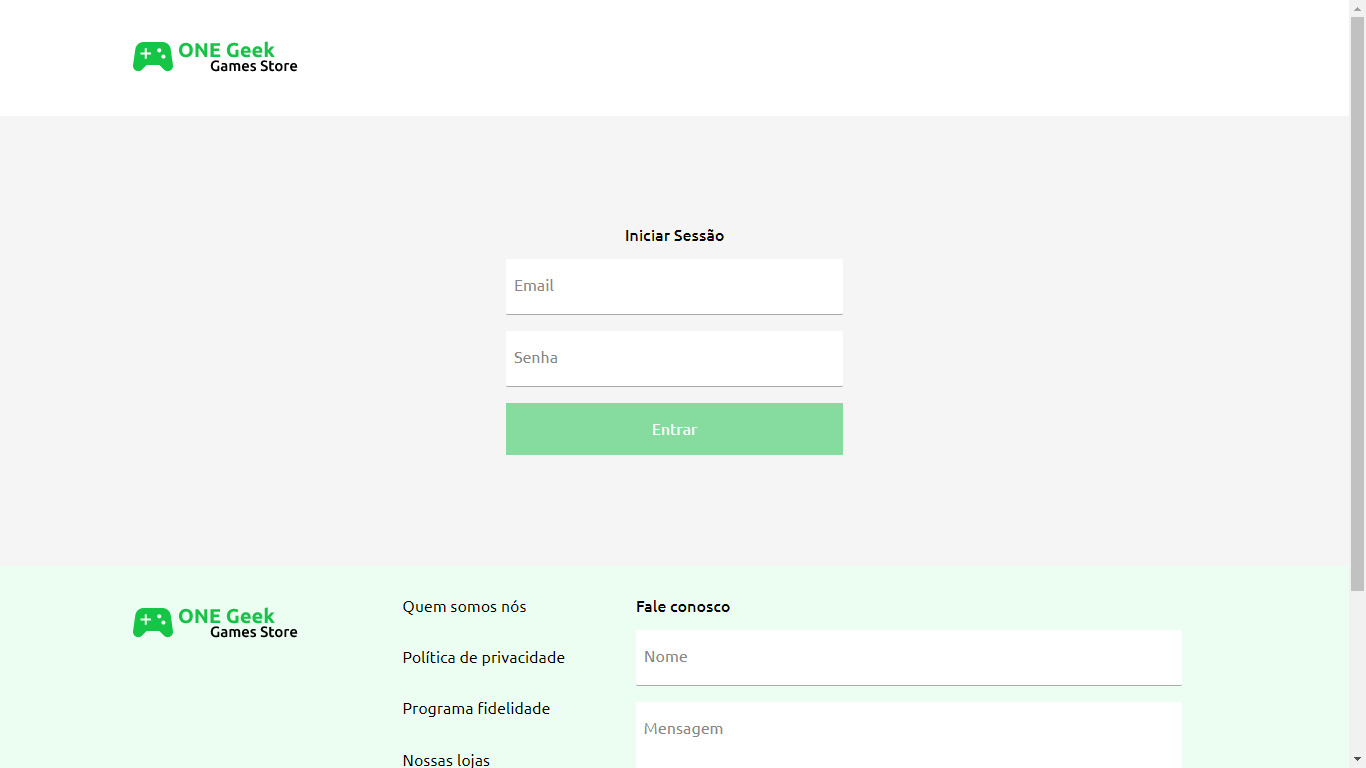 ONE Geek
Games Store
Iniciar Sessão
Email
Senha
Entrar
ONE Geek
Games Store
Quem somos nós
Política de privacidade
Programa fidelidade
Nossas lojas
Fale conosco
Nome
Mensagem